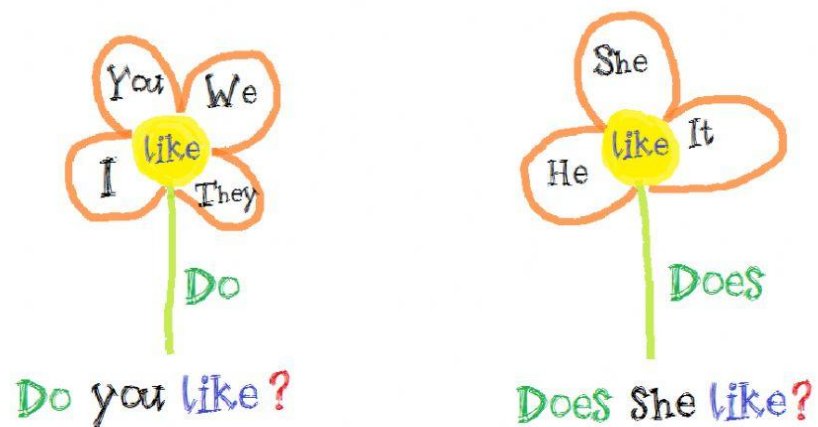 You We
I like They
Do
Do you like?
She
He like It
Does
Does she like?